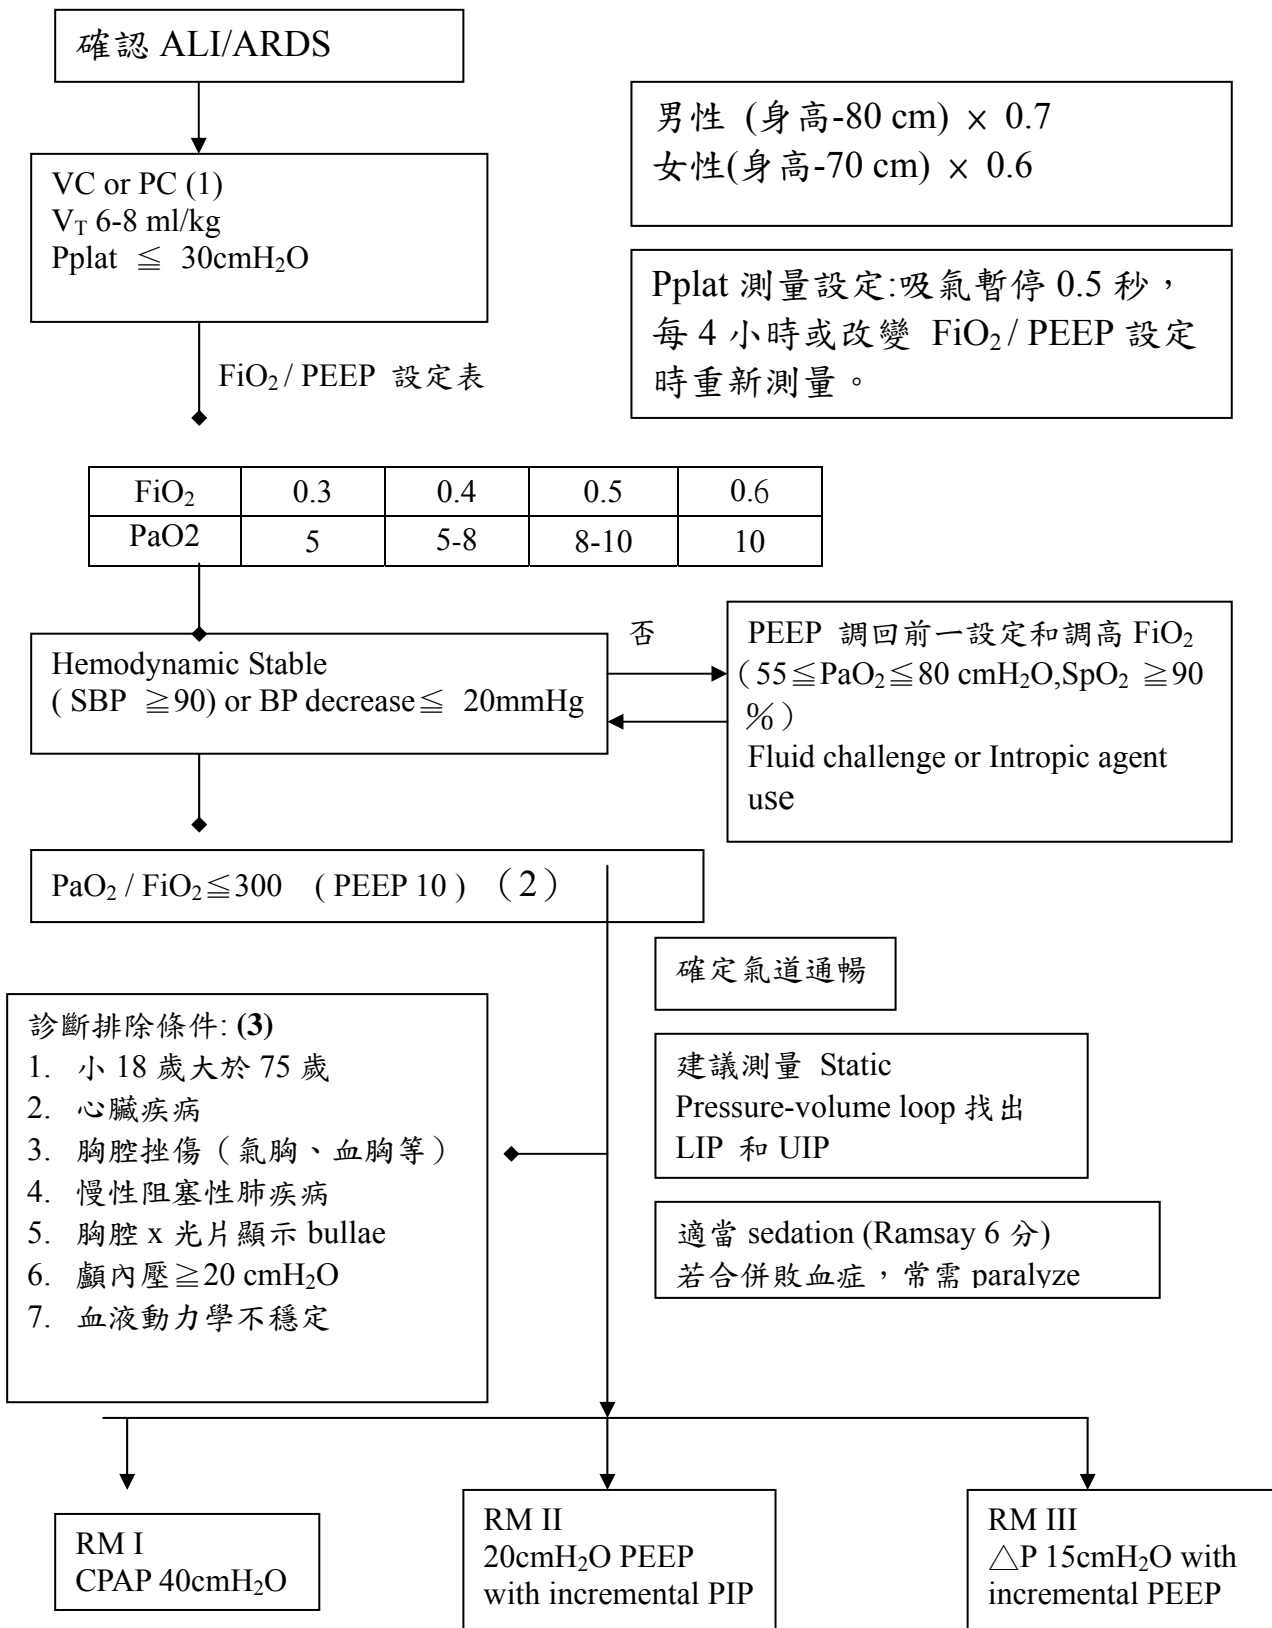 確認 ALI/ARDS
男性 (身高-80 cm) × 0.7
女性(身高-70 cm) × 0.6
VC or PC (1)
V_T 6-8 ml/kg
Pplat ≦ 30cmH₂O
Pplat 測量設定:吸氣暫停 0.5 秒，
每 4 小時或改變 FiO₂ / PEEP 設定
時重新測量。
FiO₂ / PEEP 設定表
FiO₂ 0.3 0.4 0.5 0.6
PaO2 5 5-8 8-10 10
Hemodynamic Stable
( SBP ≧90) or BP decrease≦ 20mmHg
否
PEEP 調回前一設定和調高 FiO₂
（55≦PaO₂≦80 cmH₂O,SpO₂ ≧90
％）
Fluid challenge or Intropic agent
use
PaO₂ / FiO₂≦300 ( PEEP 10 ) （2）
確定氣道通暢
診斷排除條件: (3)
1. 小 18 歲大於 75 歲
2. 心臟疾病
3. 胸腔挫傷（氣胸、血胸等）
4. 慢性阻塞性肺疾病
5. 胸腔 x 光片顯示 bullae
6. 顱內壓≧20 cmH₂O
7. 血液動力學不穩定
建議測量 Static
Pressure-volume loop 找出
LIP 和 UIP
適當 sedation (Ramsay 6 分)
若合併敗血症，常需 paralyze
RM I
CPAP 40cmH₂O
RM II
20cmH₂O PEEP
with incremental PIP
RM III
△P 15cmH₂O with
incremental PEEP